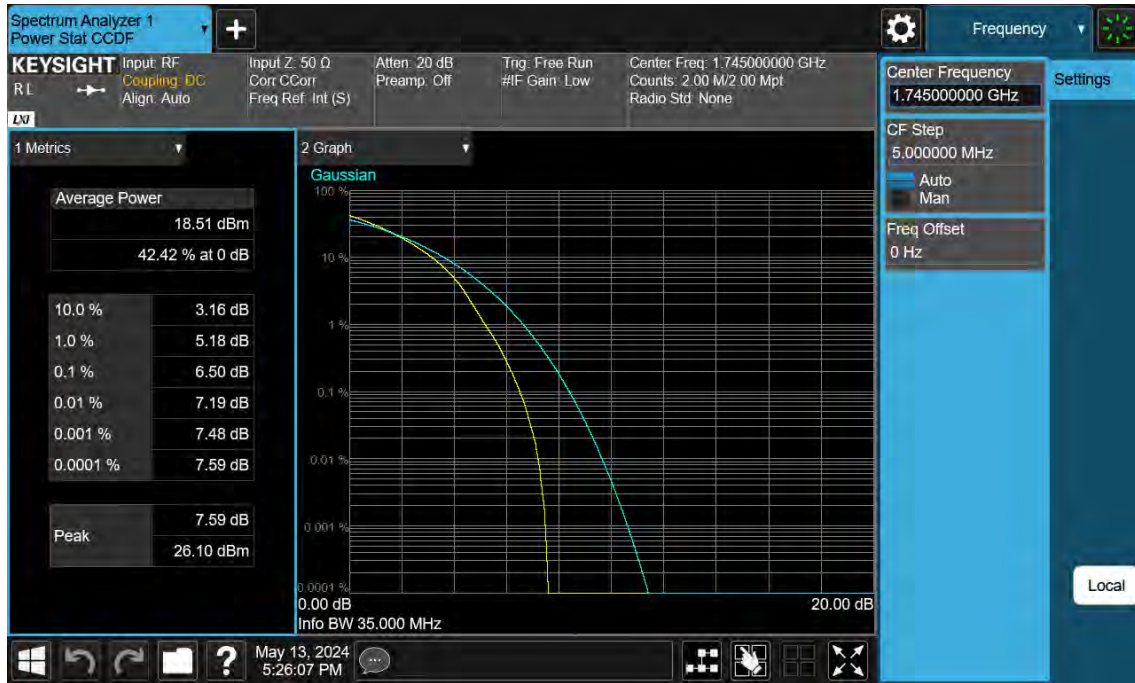 Spectrum Analyzer 1
Power Stat CCDF
+
Frequency
KEYSIGHT
R L
LXI
Input: RF
Coupling: DC
Align: Auto
Input Z: 50 Ω
Corr CCorr
Freq Ref: Int (S)
Atten: 20 dB
Preamp: Off
Trig: Free Run
#IF Gain: Low
Center Freq: 1.745000000 GHz
Counts: 2.00 M/2.00 Mpt
Radio Std: None
Center Frequency
1.745000000 GHz
Settings
CF Step
5.000000 MHz
Auto
Man
Freq Offset
0 Hz
1 Metrics
Average Power
18.51 dBm
42.42 % at 0 dB
10.0 % 3.16 dB
1.0 % 5.18 dB
0.1 % 6.50 dB
0.01 % 7.19 dB
0.001 % 7.48 dB
0.0001 % 7.59 dB
Peak
7.59 dB
26.10 dBm
2 Graph
Gaussian
100 %
10 %
1 %
0.1 %
0.01 %
0.001 %
0.0001 %
0.00 dB 20.00 dB
Info BW 35.000 MHz
Local
?
May 13, 2024
5:26:07 PM